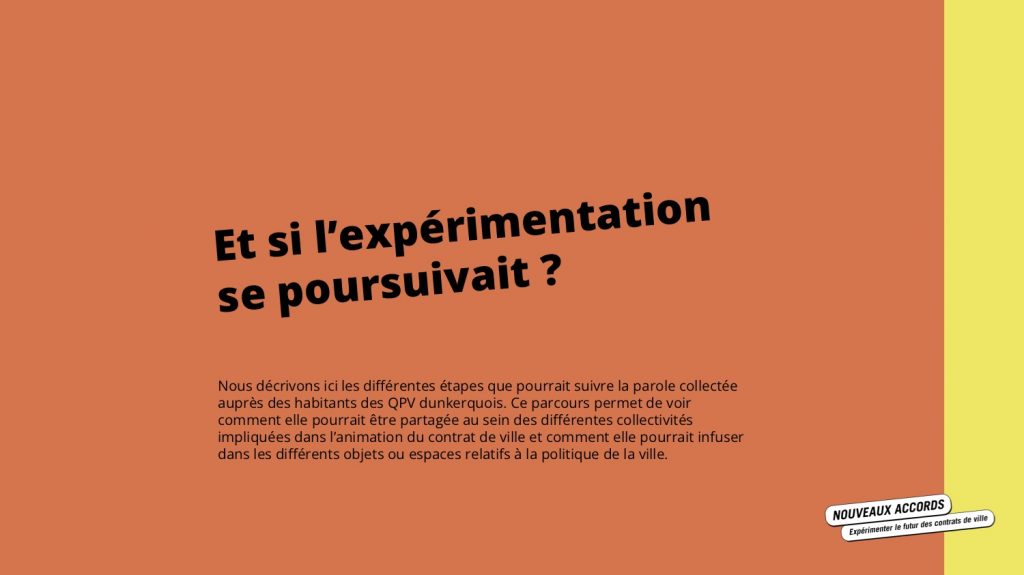 Et si l’expérimentation
se poursuivait ?
Nous décrivons ici les différentes étapes que pourrait suivre la parole collectée
auprès des habitants des QPV dunkerquois. Ce parcours permet de voir
comment elle pourrait être partagée au sein des différentes collectivités
impliquées dans l’animation du contrat de ville et comment elle pourrait infuser
dans les différents objets ou espaces relatifs à la politique de la ville.
NOUVEAUX ACCORDS
Expérimenter le futur des contrats de ville